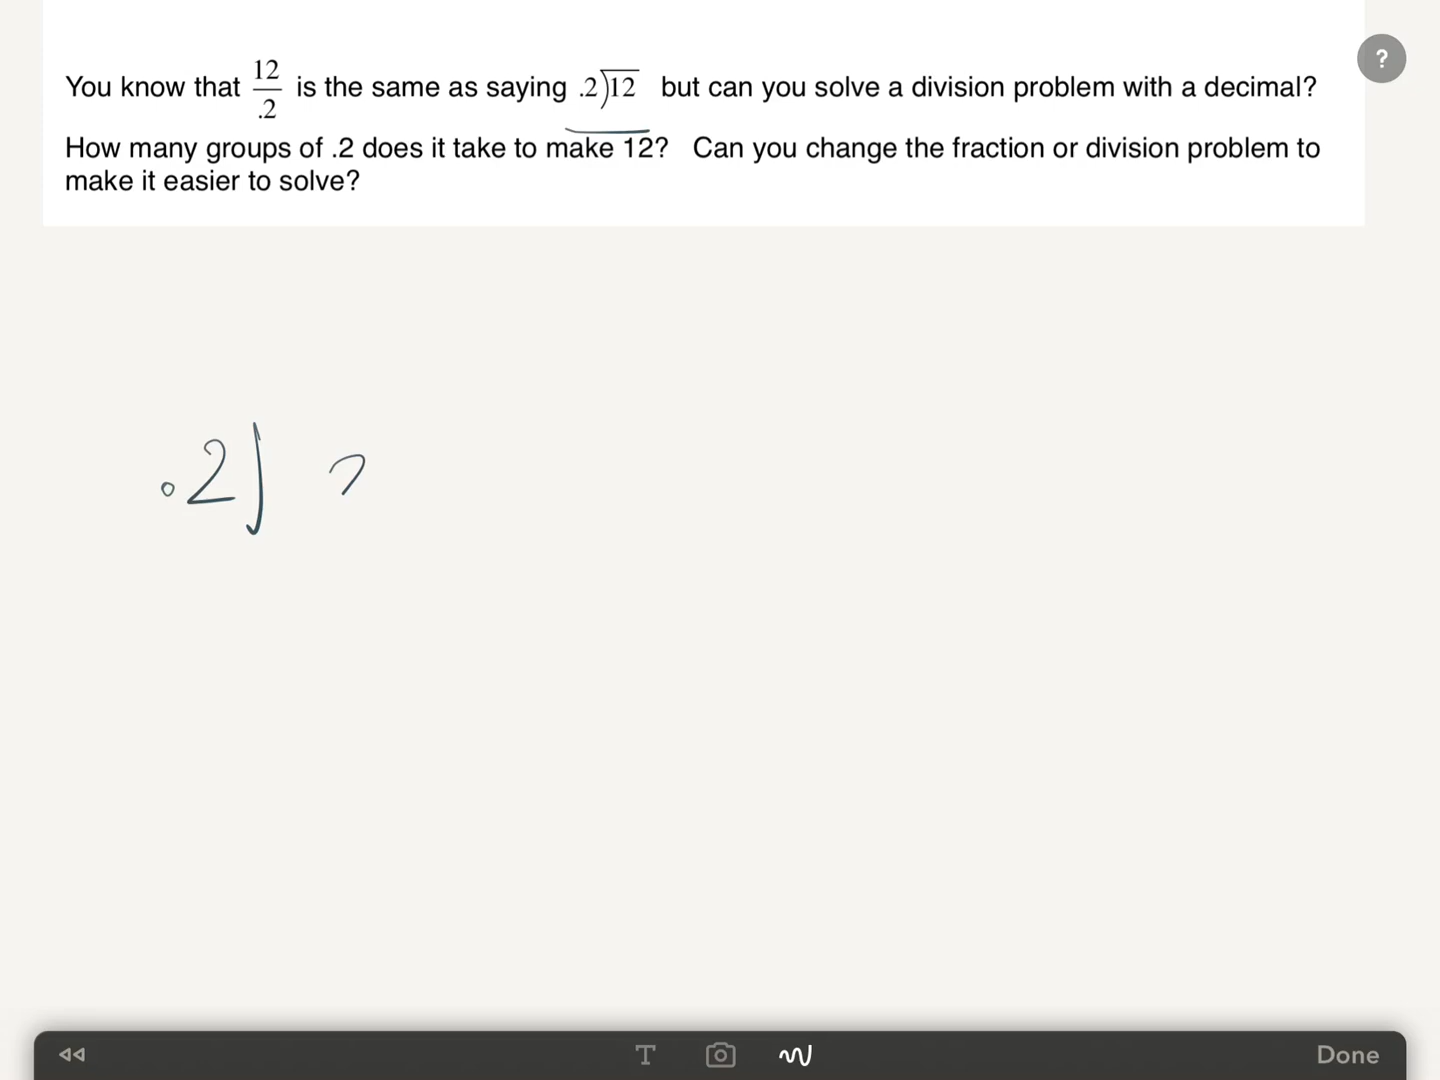 You know that 12/.2 is the same as saying .2)12 but can you solve a division problem with a decimal?
How many groups of .2 does it take to make 12? Can you change the fraction or division problem to
make it easier to solve?
?
.2)
T
Done